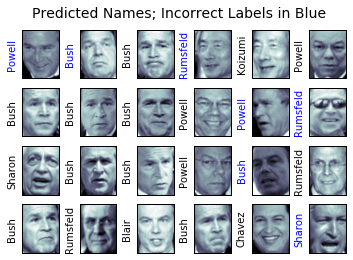 Predicted Names; Incorrect Labels in Blue
Powell Bush Bush Rumsfeld Koizumi Powell
Bush Bush Bush Powell Powell Rumsfeld
Sharon Bush Bush Powell Bush Rumsfeld
Bush Rumsfeld Blair Bush Chavez Sharon